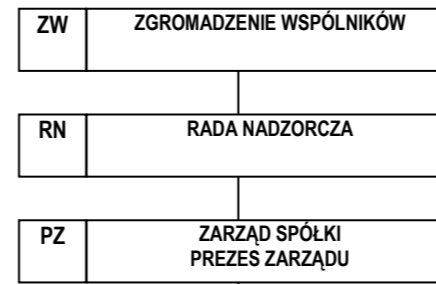 ZW ZGROMADZENIE WSPÓLNIKÓW
RN RADA NADZORCZA
PZ ZARZĄD SPÓŁKI
PREZES ZARZĄDU